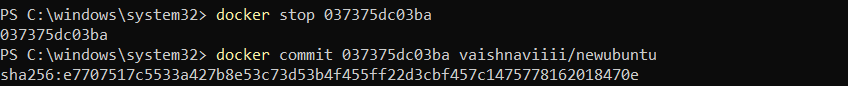 PS C:\windows\system32> docker stop 037375dc03ba
037375dc03ba
PS C:\windows\system32> docker commit 037375dc03ba vaishnaviiii/newubuntu
sha256:e7707517c5533a427b8e53c73d53b4f455ff22d3cbf457c1475778162018470e